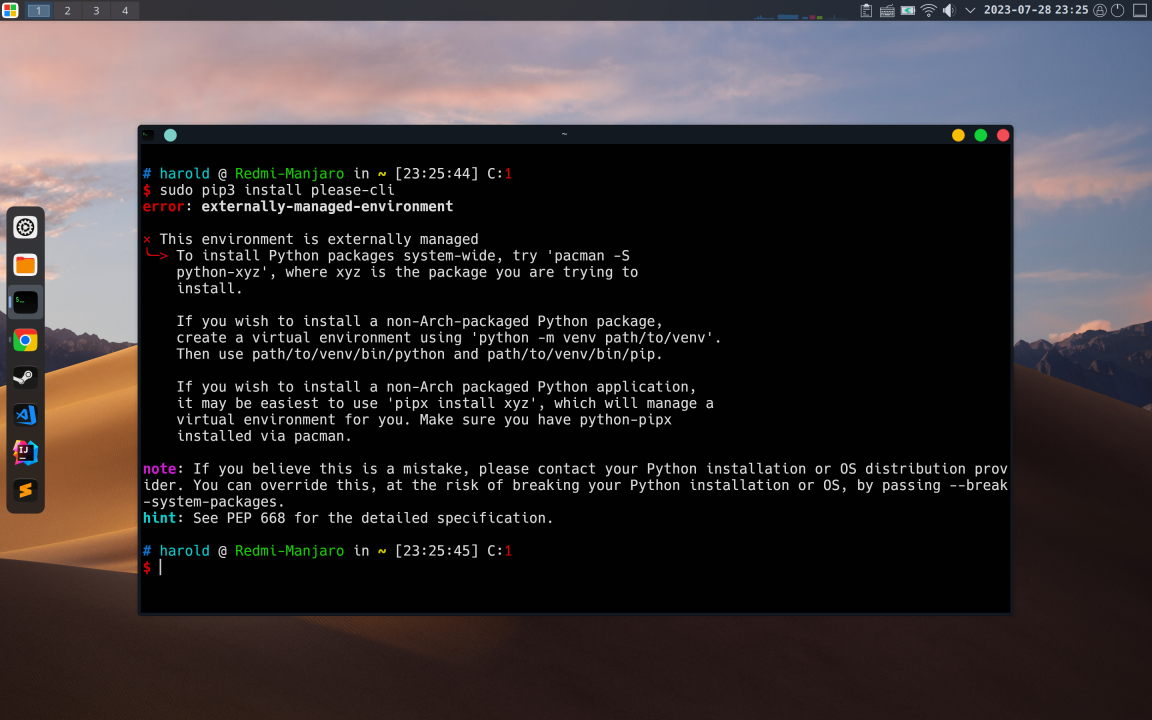 1 2 3 4
2023-07-28 23:25
~
# harold @ Redmi-Manjaro in ~ [23:25:44] C:1
$ sudo pip3 install please-cli
error: externally-managed-environment
× This environment is externally managed
╰─> To install Python packages system-wide, try 'pacman -S
python-xyz', where xyz is the package you are trying to
install.
If you wish to install a non-Arch-packaged Python package,
create a virtual environment using 'python -m venv path/to/venv'.
Then use path/to/venv/bin/python and path/to/venv/bin/pip.
If you wish to install a non-Arch packaged Python application,
it may be easiest to use 'pipx install xyz', which will manage a
virtual environment for you. Make sure you have python-pipx
installed via pacman.
note: If you believe this is a mistake, please contact your Python installation or OS distribution prov
ider. You can override this, at the risk of breaking your Python installation or OS, by passing --break
-system-packages.
hint: See PEP 668 for the detailed specification.
# harold @ Redmi-Manjaro in ~ [23:25:45] C:1
$
IJ